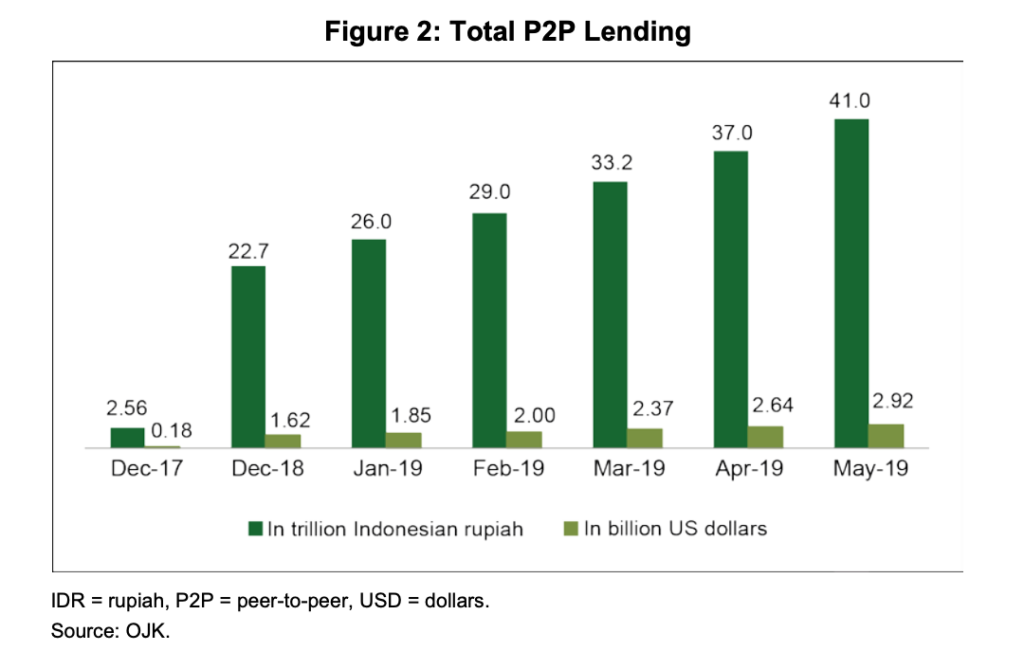 Figure 2: Total P2P Lending
41.0
37.0
33.2
29.0
26.0
22.7
2.56
0.18
1.62
1.85
2.00
2.37
2.64
2.92
Dec-17 Dec-18 Jan-19 Feb-19 Mar-19 Apr-19 May-19
In trillion Indonesian rupiah In billion US dollars
IDR = rupiah, P2P = peer-to-peer, USD = dollars.
Source: OJK.